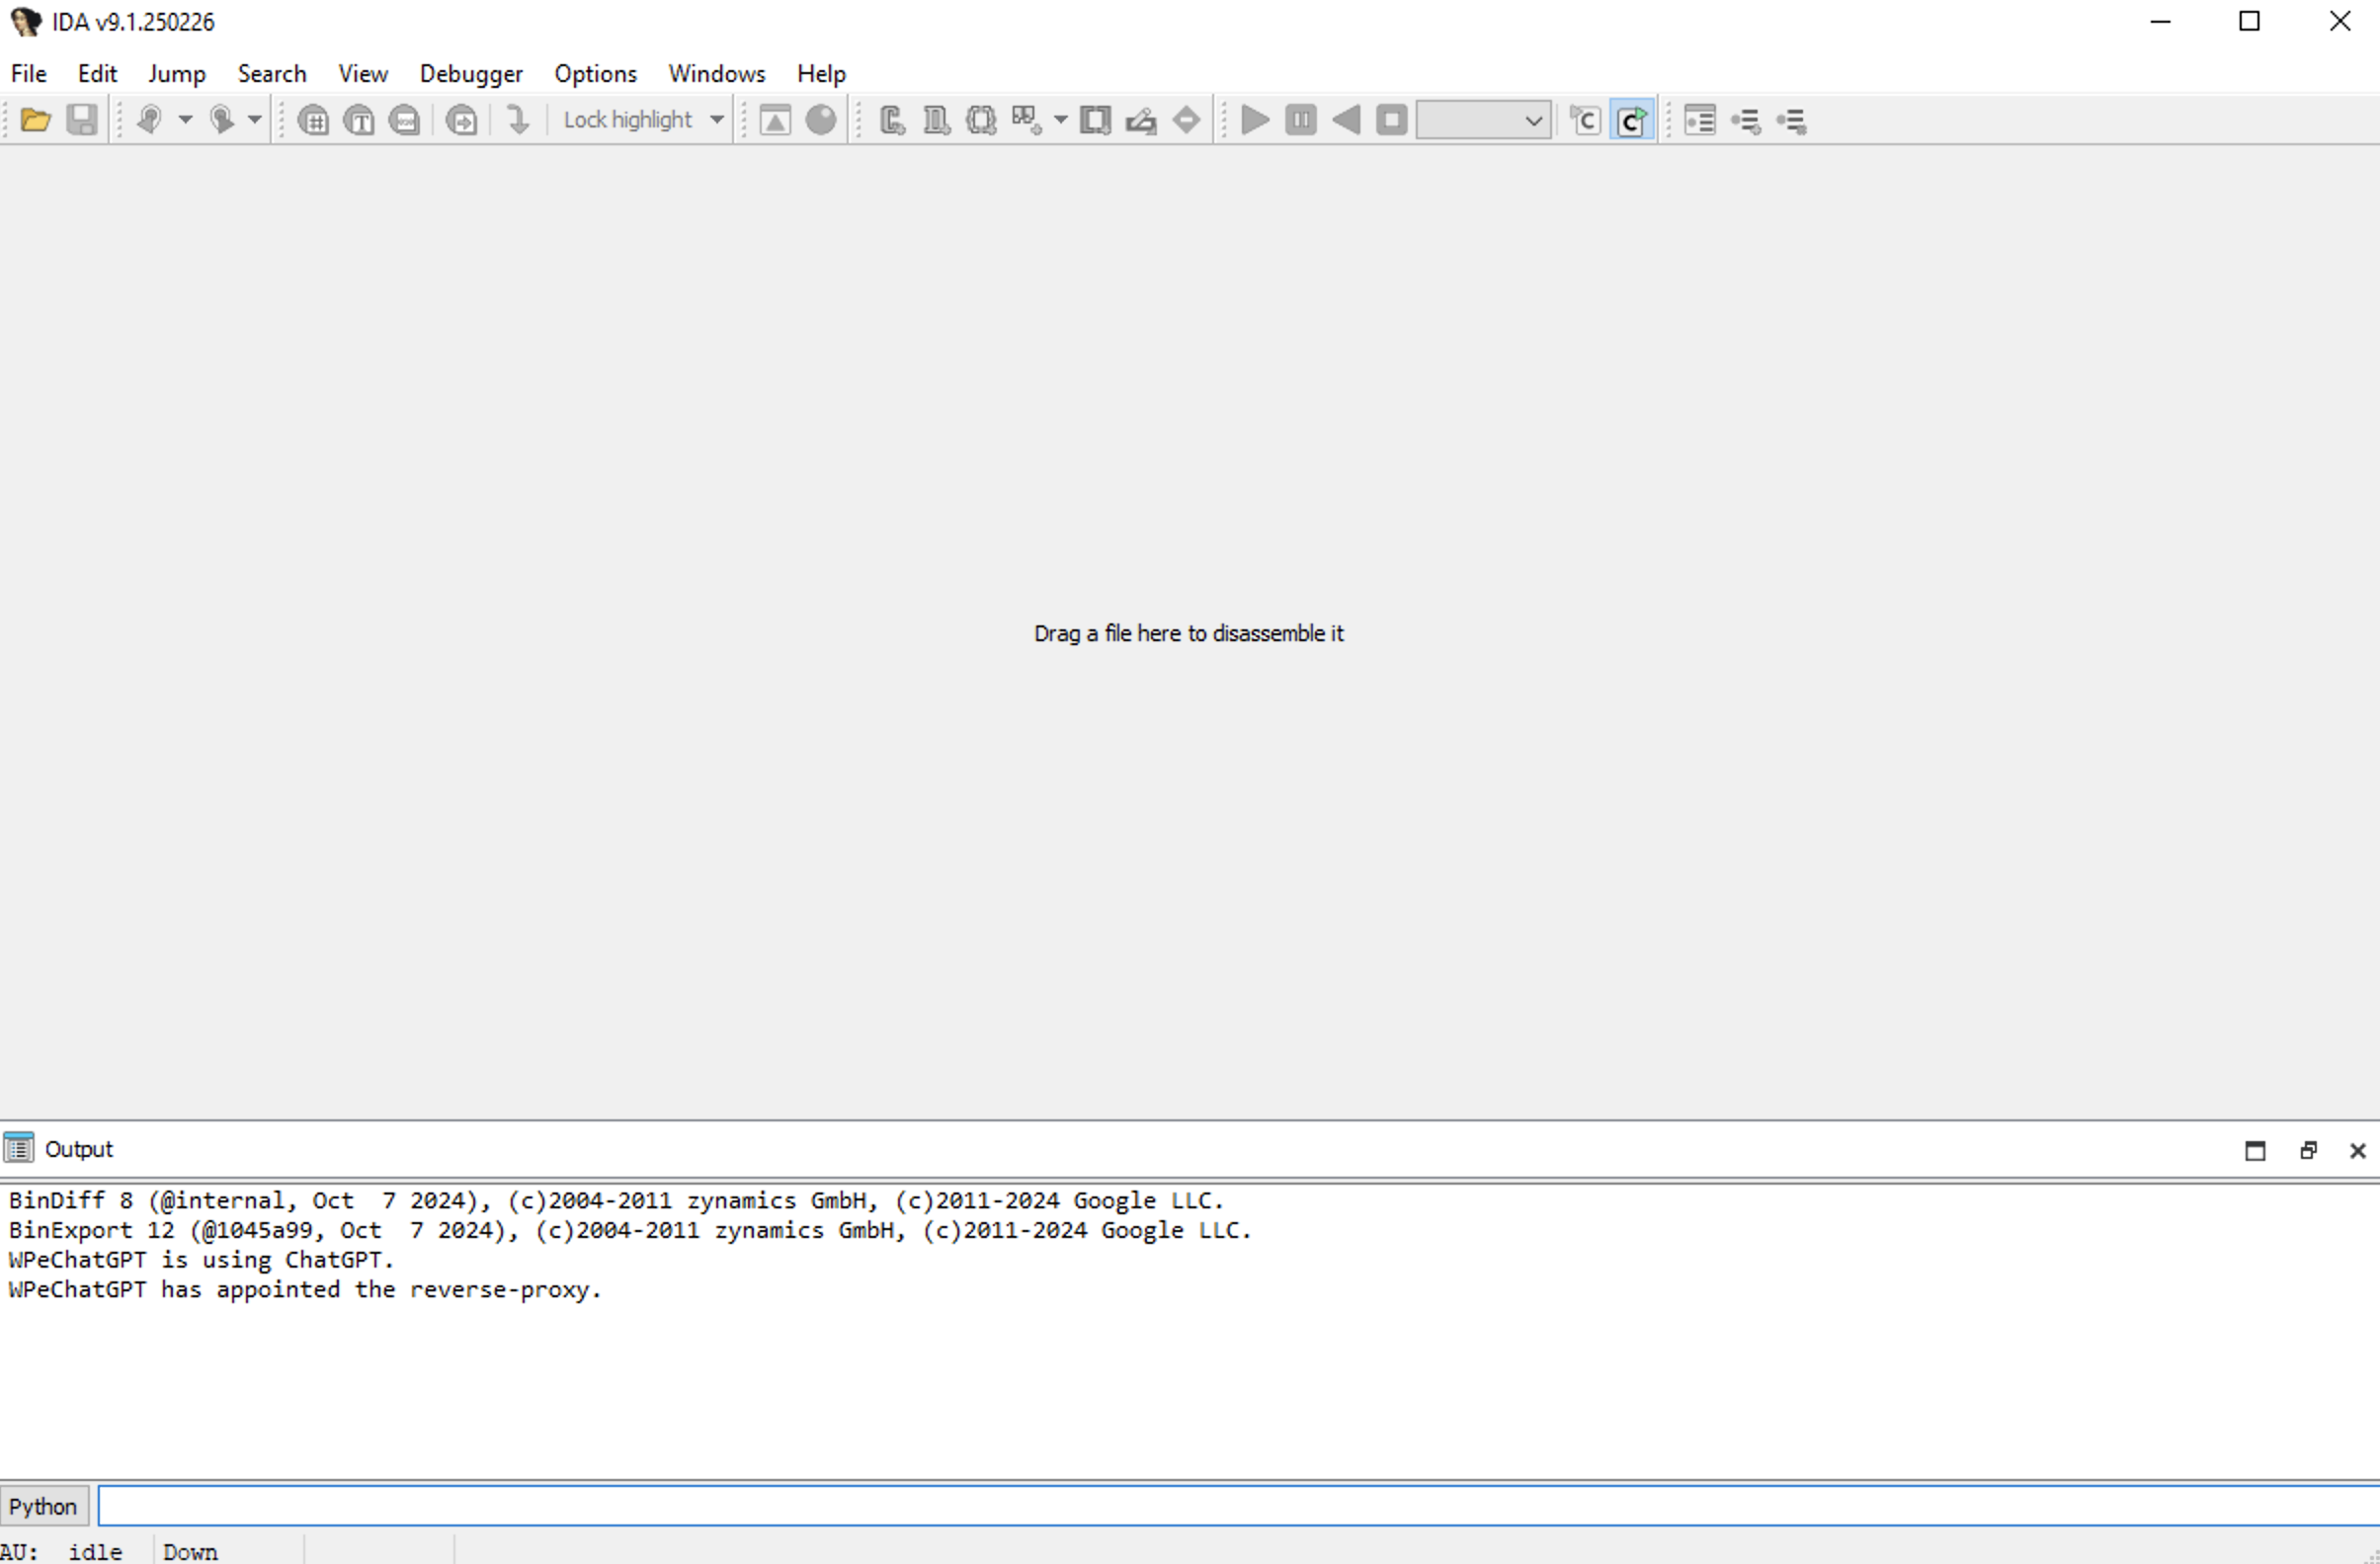 IDA v9.1.250226
File Edit Jump Search View Debugger Options Windows Help
Lock highlight
Drag a file here to disassemble it
Output
BinDiff 8 (@internal, Oct  7 2024), (c)2004-2011 zynamics GmbH, (c)2011-2024 Google LLC.
BinExport 12 (@1045a99, Oct  7 2024), (c)2004-2011 zynamics GmbH, (c)2011-2024 Google LLC.
WPeChatGPT is using ChatGPT.
WPeChatGPT has appointed the reverse-proxy.
Python
AU: idle Down